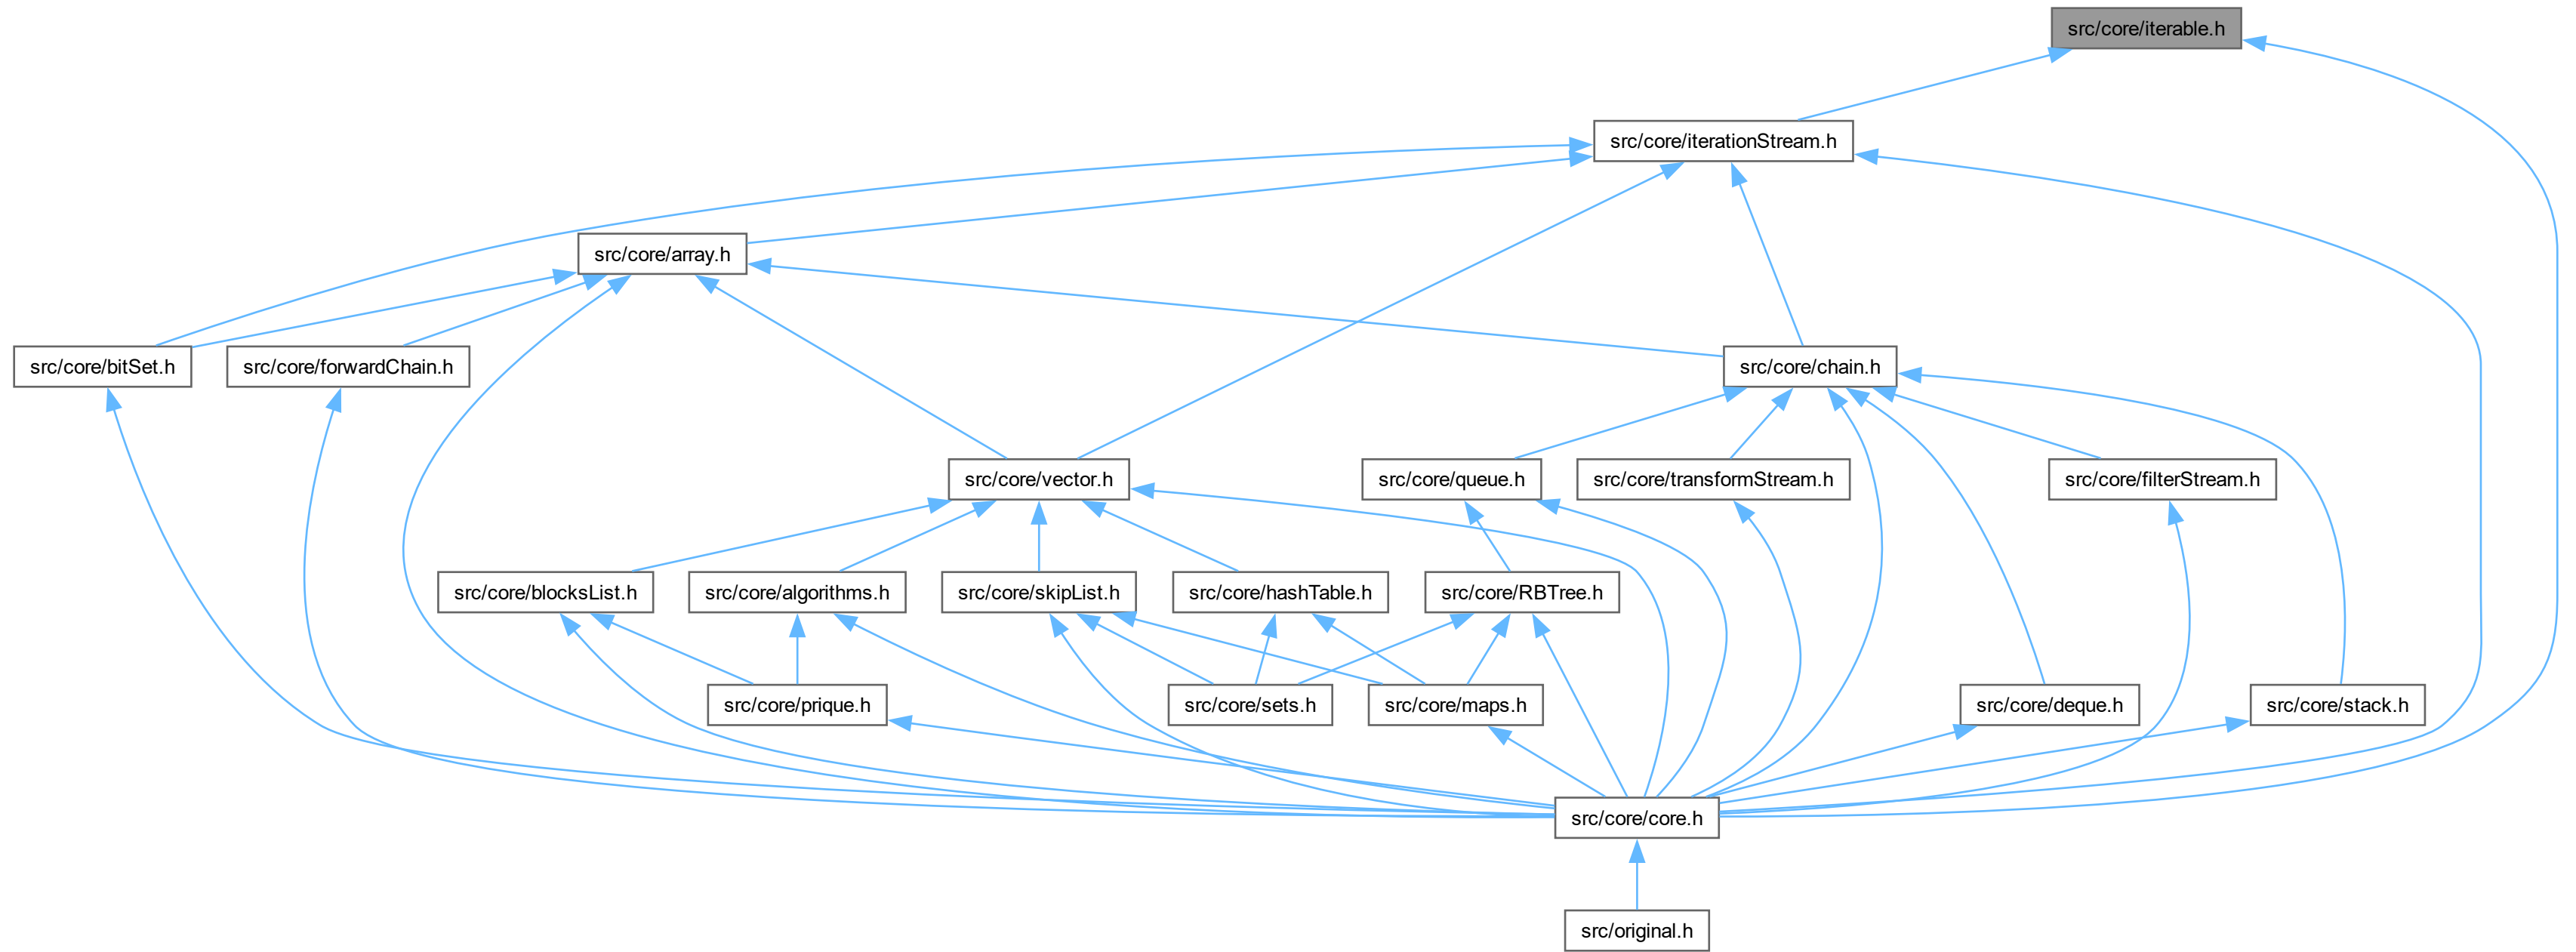 src/core/iterable.h
src/core/iterationStream.h
src/core/array.h
src/core/bitSet.h
src/core/forwardChain.h
src/core/chain.h
src/core/vector.h
src/core/queue.h
src/core/transformStream.h
src/core/filterStream.h
src/core/blocksList.h
src/core/algorithms.h
src/core/skipList.h
src/core/hashTable.h
src/core/RBTree.h
src/core/prique.h
src/core/sets.h
src/core/maps.h
src/core/deque.h
src/core/stack.h
src/core/core.h
src/original.h